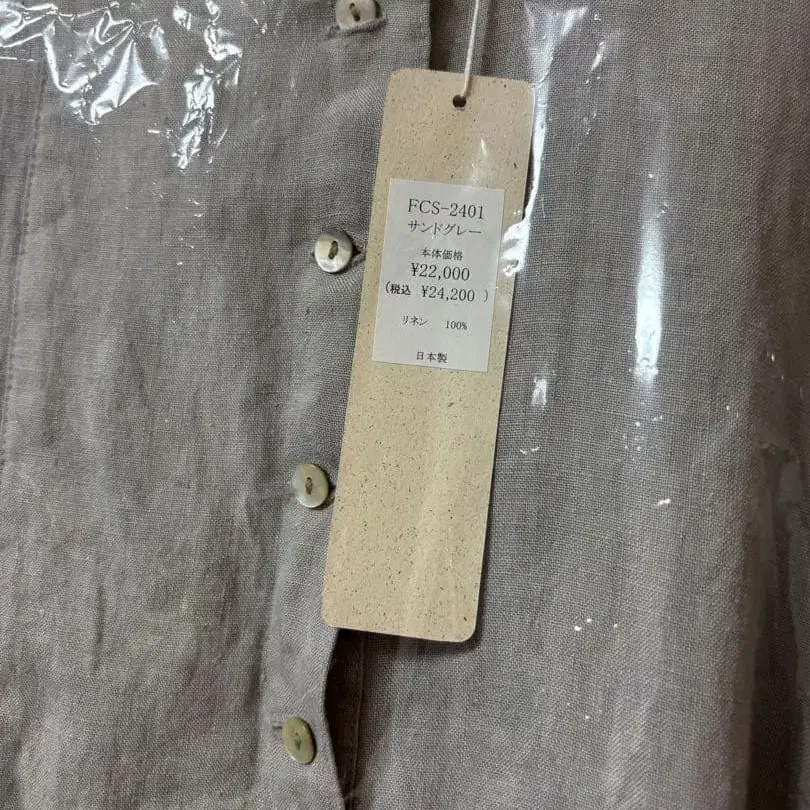 FCS-2401
サンドグレー
本体価格
¥22,000
(税込 ¥24,200 )
リネン 100%
日本製